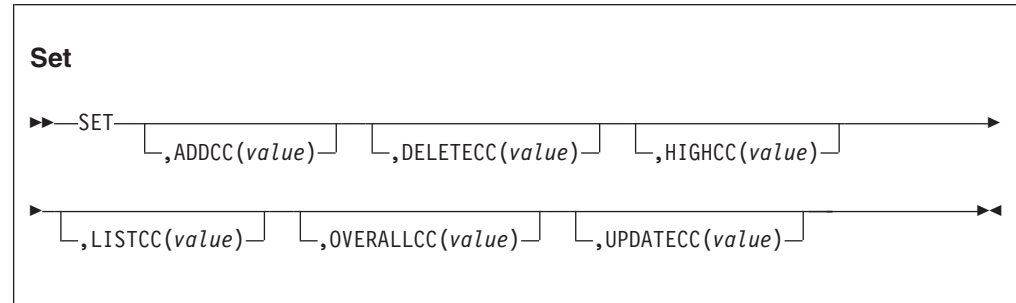 Set
SET
,ADDCC(value) ,DELETECC(value) ,HIGHCC(value)
,LISTCC(value) ,OVERALLCC(value) ,UPDATECC(value)